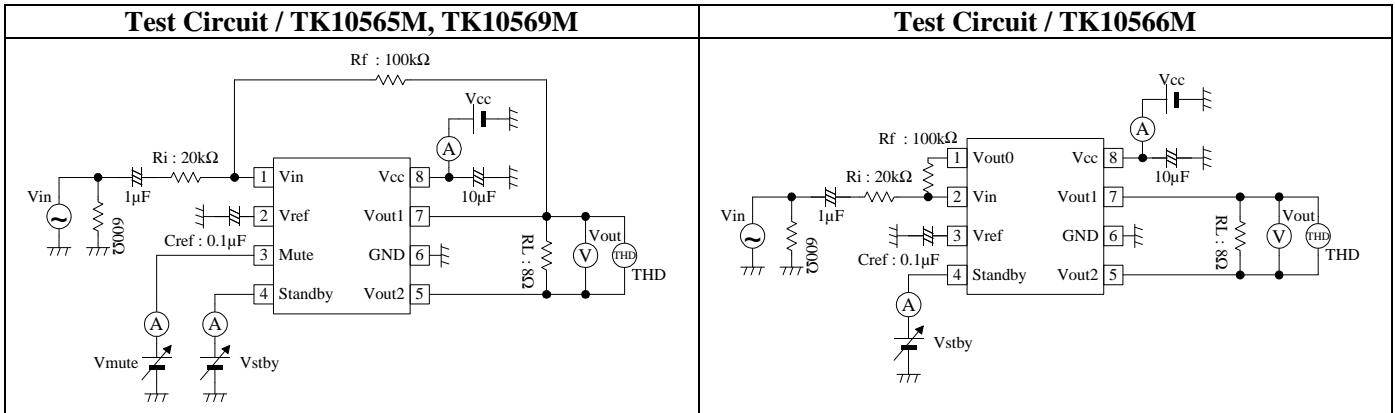 Test Circuit / TK10565M, TK10569M
Rf : 100kΩ
Vcc
A
Ri : 20kΩ
Vin
1µF
600Ω
1 Vin
Vcc 8
10µF
2 Vref
Vout1 7
Cref : 0.1µF
3 Mute
GND 6
4 Standby
Vout2 5
RL : 8Ω
Vout
V
THD
THD
A
A
Vmute
Vstby
Test Circuit / TK10566M
Vcc
A
Rf : 100kΩ
Ri : 20kΩ
Vin
1µF
600Ω
1 Vout0
Vcc 8
10µF
2 Vin
Vout1 7
3 Vref
GND 6
Cref : 0.1µF
4 Standby
Vout2 5
RL : 8Ω
Vout
V
THD
THD
A
Vstby